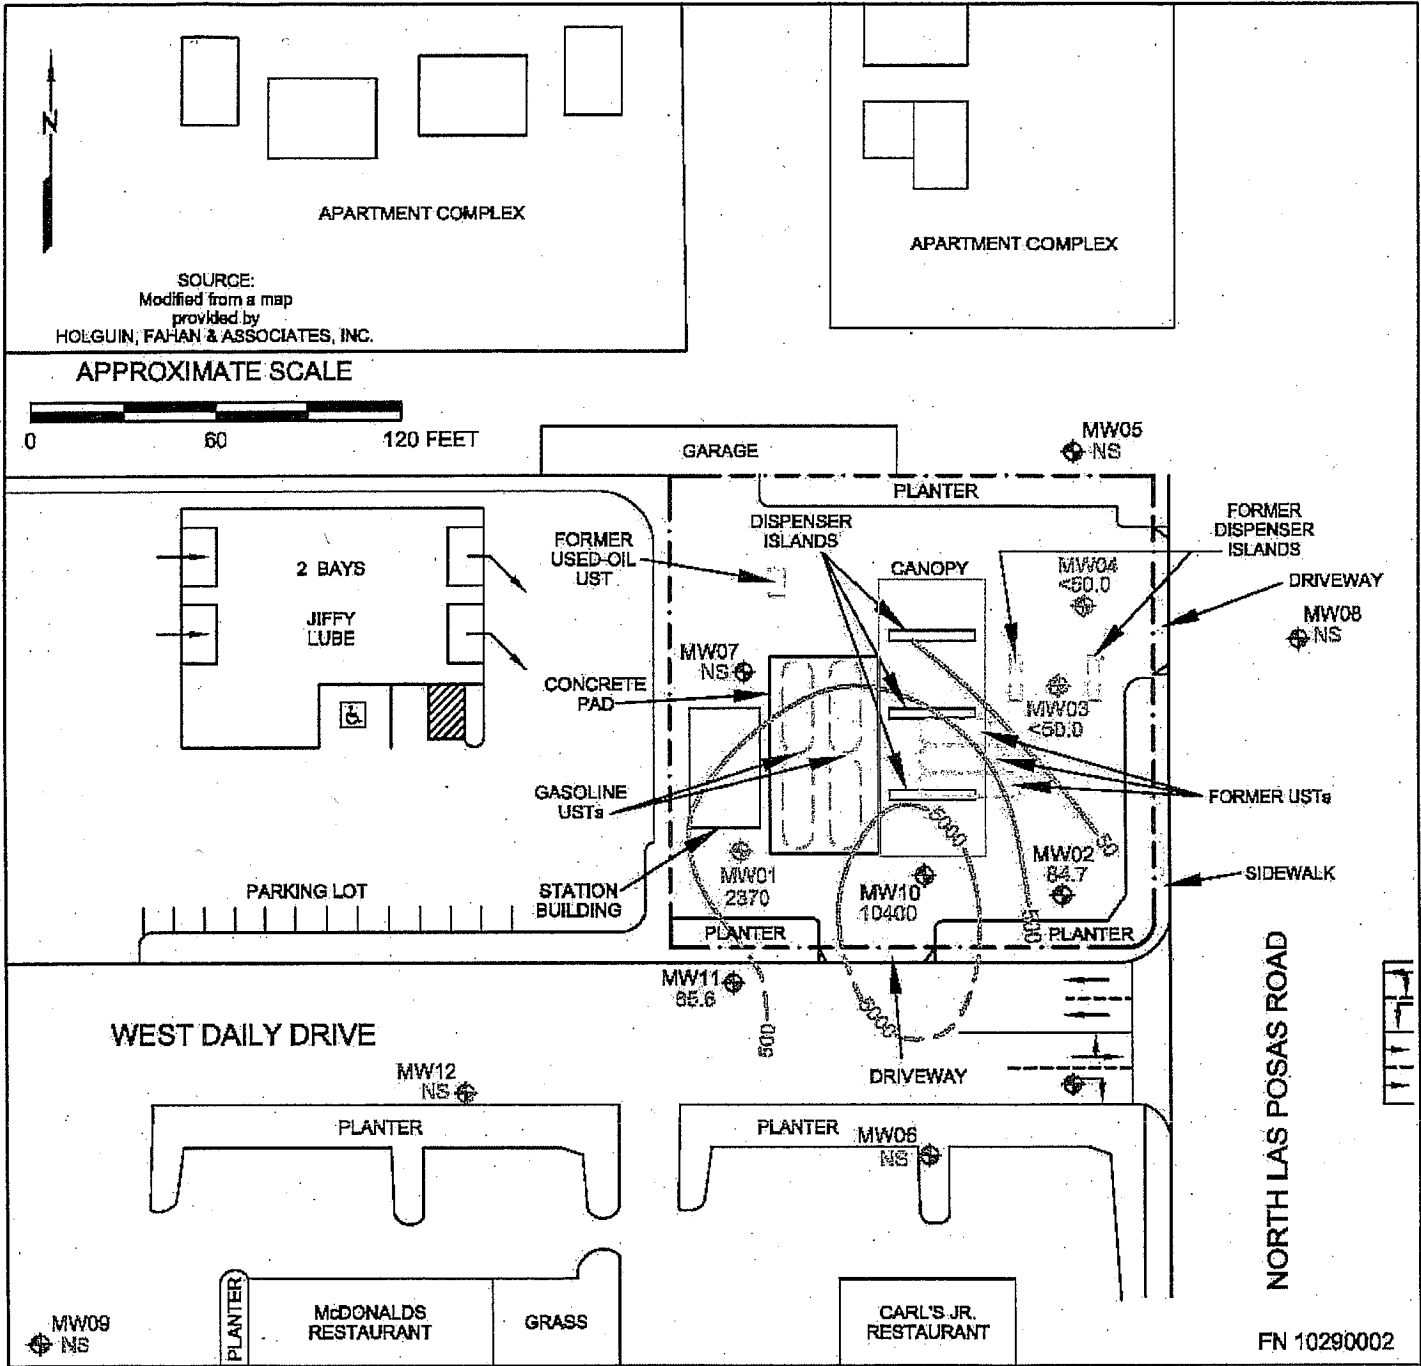 N
APARTMENT COMPLEX
APARTMENT COMPLEX
SOURCE:
Modified from a map
provided by
HOLGUIN, FAHAN & ASSOCIATES, INC.
APPROXIMATE SCALE
0
60
120 FEET
MW05
NS
GARAGE
PLANTER
DISPENSER
ISLANDS
FORMER
DISPENSER
ISLANDS
FORMER
USED-OIL
UST
2 BAYS
JIFFY
LUBE
CANOPY
MW04
<50.0
DRIVEWAY
MW08
NS
MW07
NS
CONCRETE
PAD
MW03
<50.0
GASOLINE
USTs
FORMER USTs
5000
50
MW02
84.7
MW01
2370
MW10
10400
SIDEWALK
PARKING LOT
STATION
BUILDING
500
PLANTER
PLANTER
MW11
85.6
5000
500
WEST DAILY DRIVE
DRIVEWAY
NORTH LAS POSAS ROAD
MW12
NS
PLANTER
PLANTER
MW06
NS
PLANTER
McDONALDS
RESTAURANT
GRASS
CARL'S JR.
RESTAURANT
MW09
NS
FN 10290002